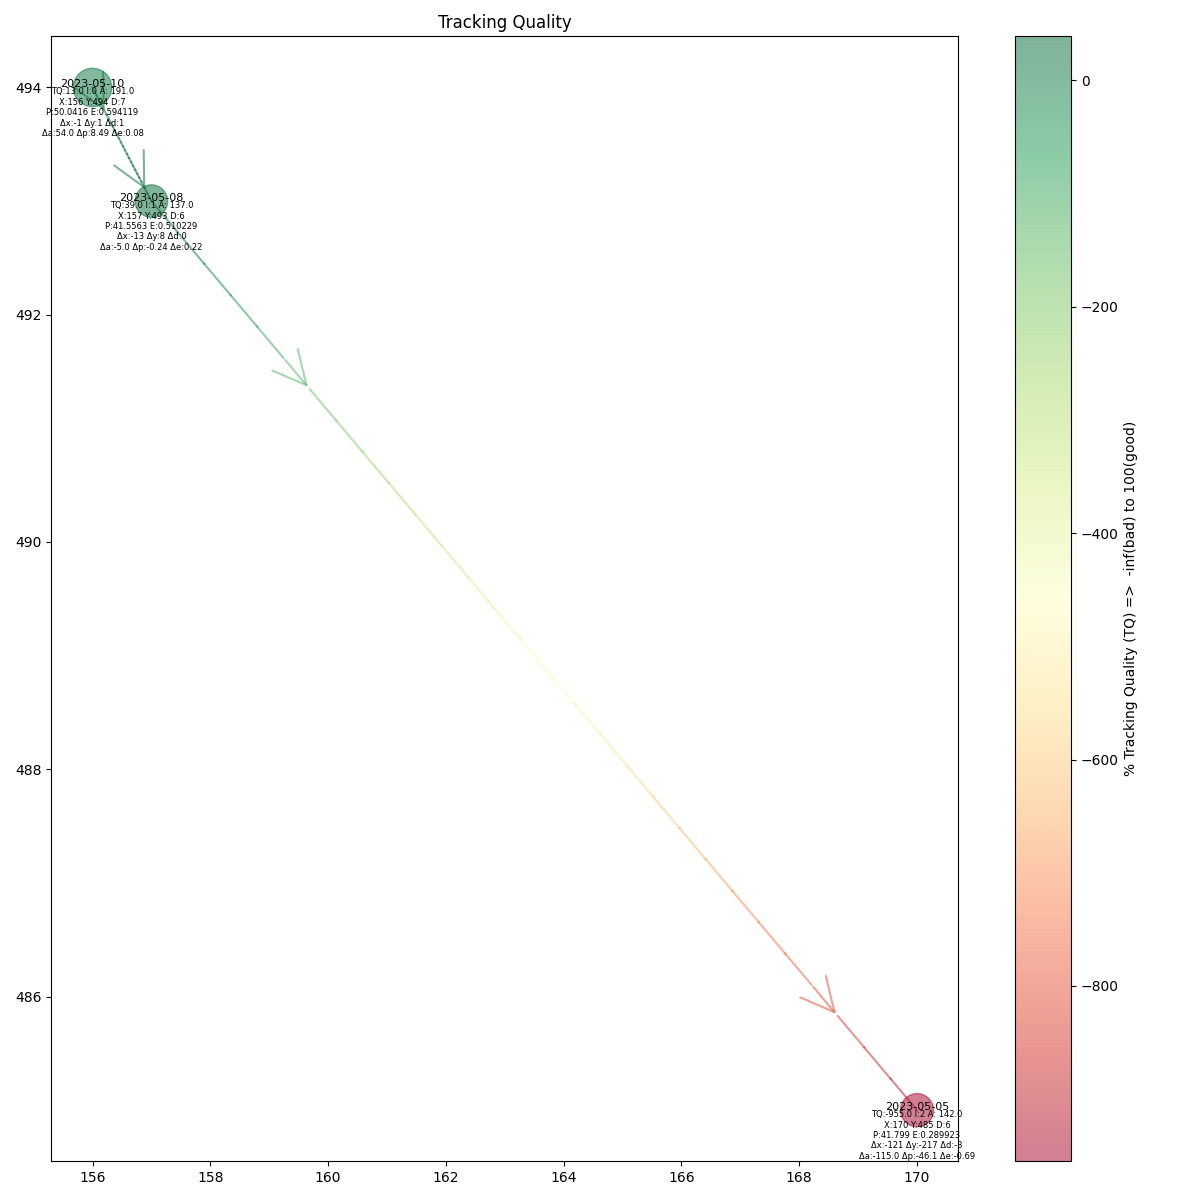 Tracking Quality
494
492
490
488
486
156
158
160
162
164
166
168
170
2023-05-10
TQ:13.0 I:0 A: 191.0
X:156 Y:494 D:7
P:50.0416 E:0.594119
Δx:-1 Δy:1 Δd:1
Δa:54.0 Δp:8.49 Δe:0.08
2023-05-08
TQ:39.0 I:1 A: 137.0
X:157 Y:493 D:6
P:41.5563 E:0.510229
Δx:-13 Δy:8 Δd:0
Δa:-5.0 Δp:-0.24 Δe:0.22
2023-05-05
TQ:-955.0 I:2 A: 142.0
X:170 Y:485 D:6
P:41.799 E:0.289923
Δx:-121 Δy:-217 Δd:-3
Δa:-115.0 Δp:-46.1 Δe:-0.69
0
−200
−400
−600
−800
% Tracking Quality (TQ) =>  -inf(bad) to 100(good)